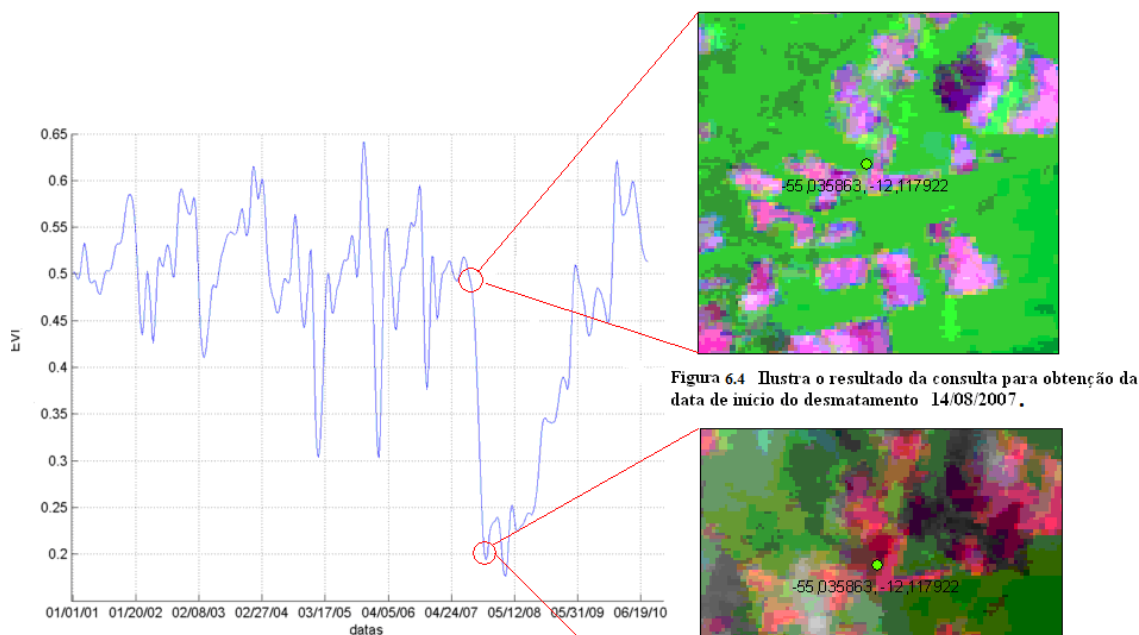 0.65
0.6
0.55
0.5
0.45
0.4
0.35
0.3
0.25
0.2
EVI
01/01/01 01/20/02 02/08/03 02/27/04 03/17/05 04/05/06 04/24/07 05/12/08 05/31/09 06/19/10
datas
-55,035863, -12,117922
Figura 6.4 Ilustra o resultado da consulta para obtenção da
data de início do desmatamento 14/08/2007.
-55,035863, -12,117922